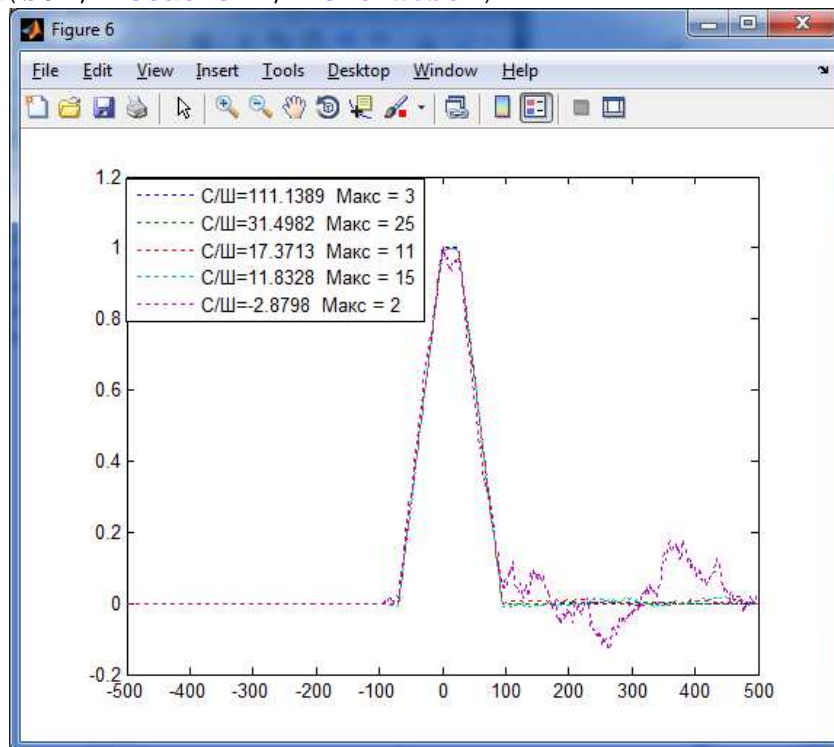 Figure 6
File Edit View Insert Tools Desktop Window Help
1.2
С/Ш=111.1389 Макс = 3
С/Ш=31.4982 Макс = 25
С/Ш=17.3713 Макс = 11
С/Ш=11.8328 Макс = 15
С/Ш=-2.8798 Макс = 2
1
0.8
0.6
0.4
0.2
0
-0.2
-500 -400 -300 -200 -100 0 100 200 300 400 500